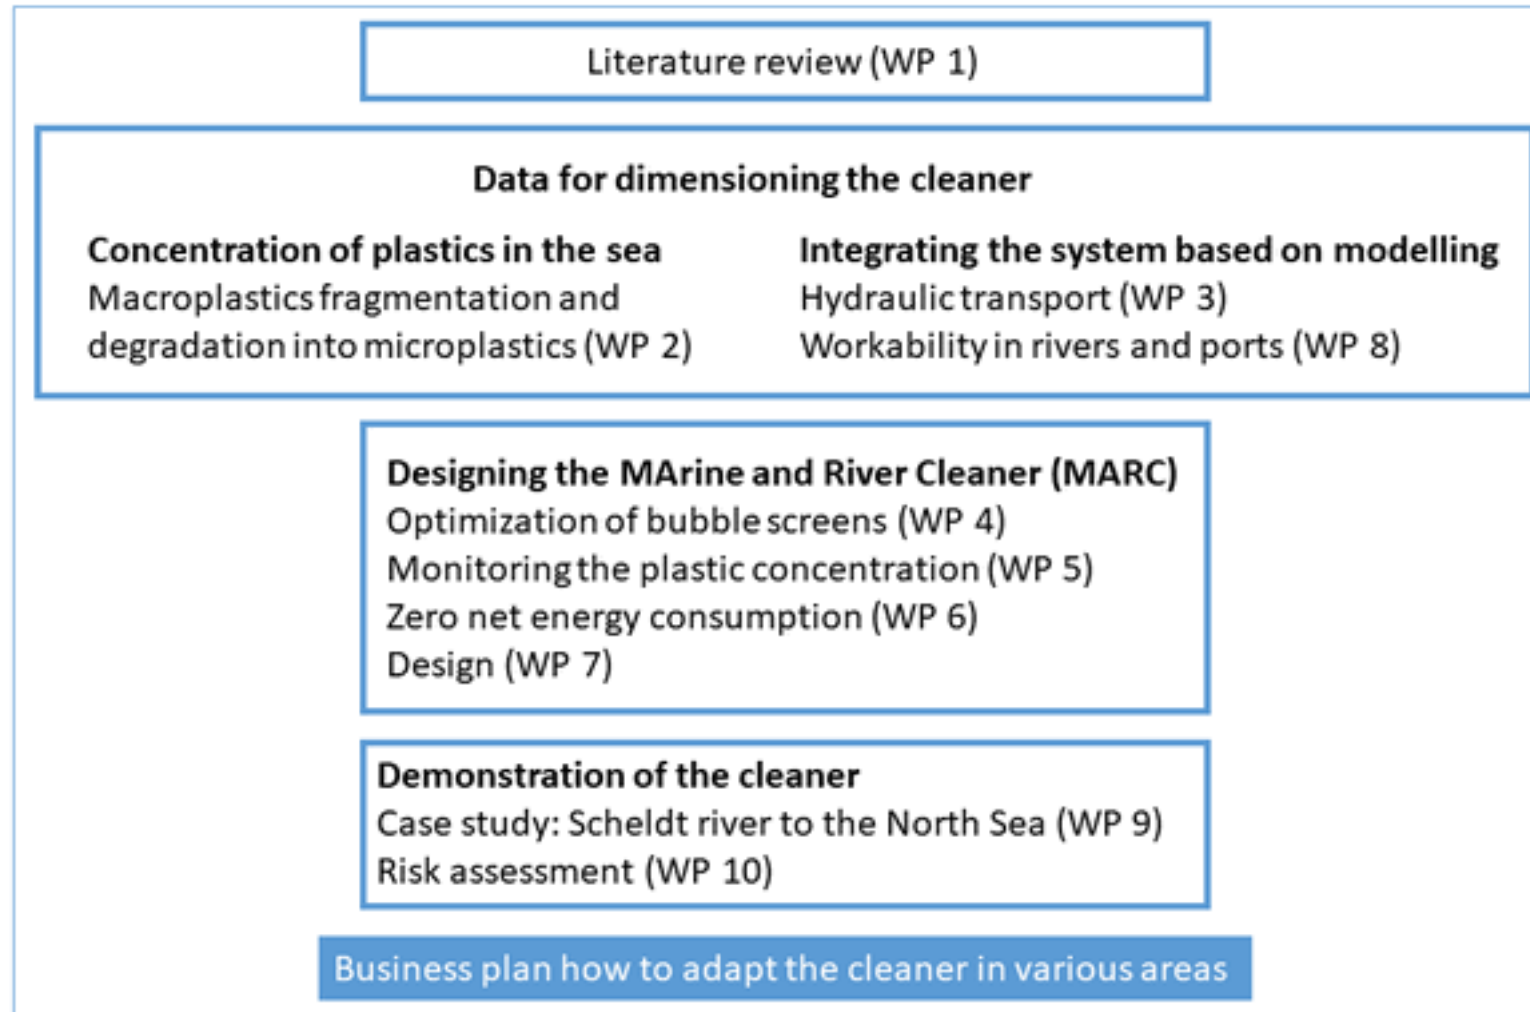 Literature review (WP 1)
Data for dimensioning the cleaner
Concentration of plastics in the sea
Macroplastics fragmentation and
degradation into microplastics (WP 2)
Integrating the system based on modelling
Hydraulic transport (WP 3)
Workability in rivers and ports (WP 8)
Designing the MArine and River Cleaner (MARC)
Optimization of bubble screens (WP 4)
Monitoring the plastic concentration (WP 5)
Zero net energy consumption (WP 6)
Design (WP 7)
Demonstration of the cleaner
Case study: Scheldt river to the North Sea (WP 9)
Risk assessment (WP 10)
Business plan how to adapt the cleaner in various areas